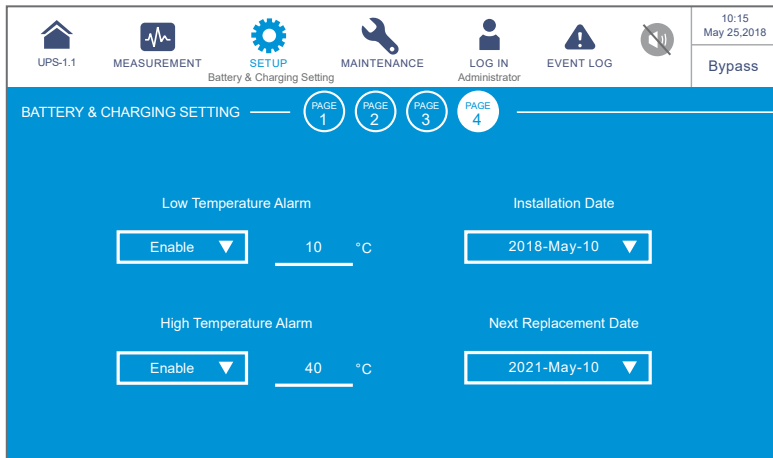 10:15
May 25,2018
UPS-1.1 MEASUREMENT SETUP MAINTENANCE LOG IN EVENT LOG
Bypass
Battery & Charging Setting Administrator
BATTERY & CHARGING SETTING PAGE 1 PAGE 2 PAGE 3 PAGE 4
Low Temperature Alarm Installation Date
Enable 10 °C 2018-May-10
High Temperature Alarm Next Replacement Date
Enable 40 °C 2021-May-10